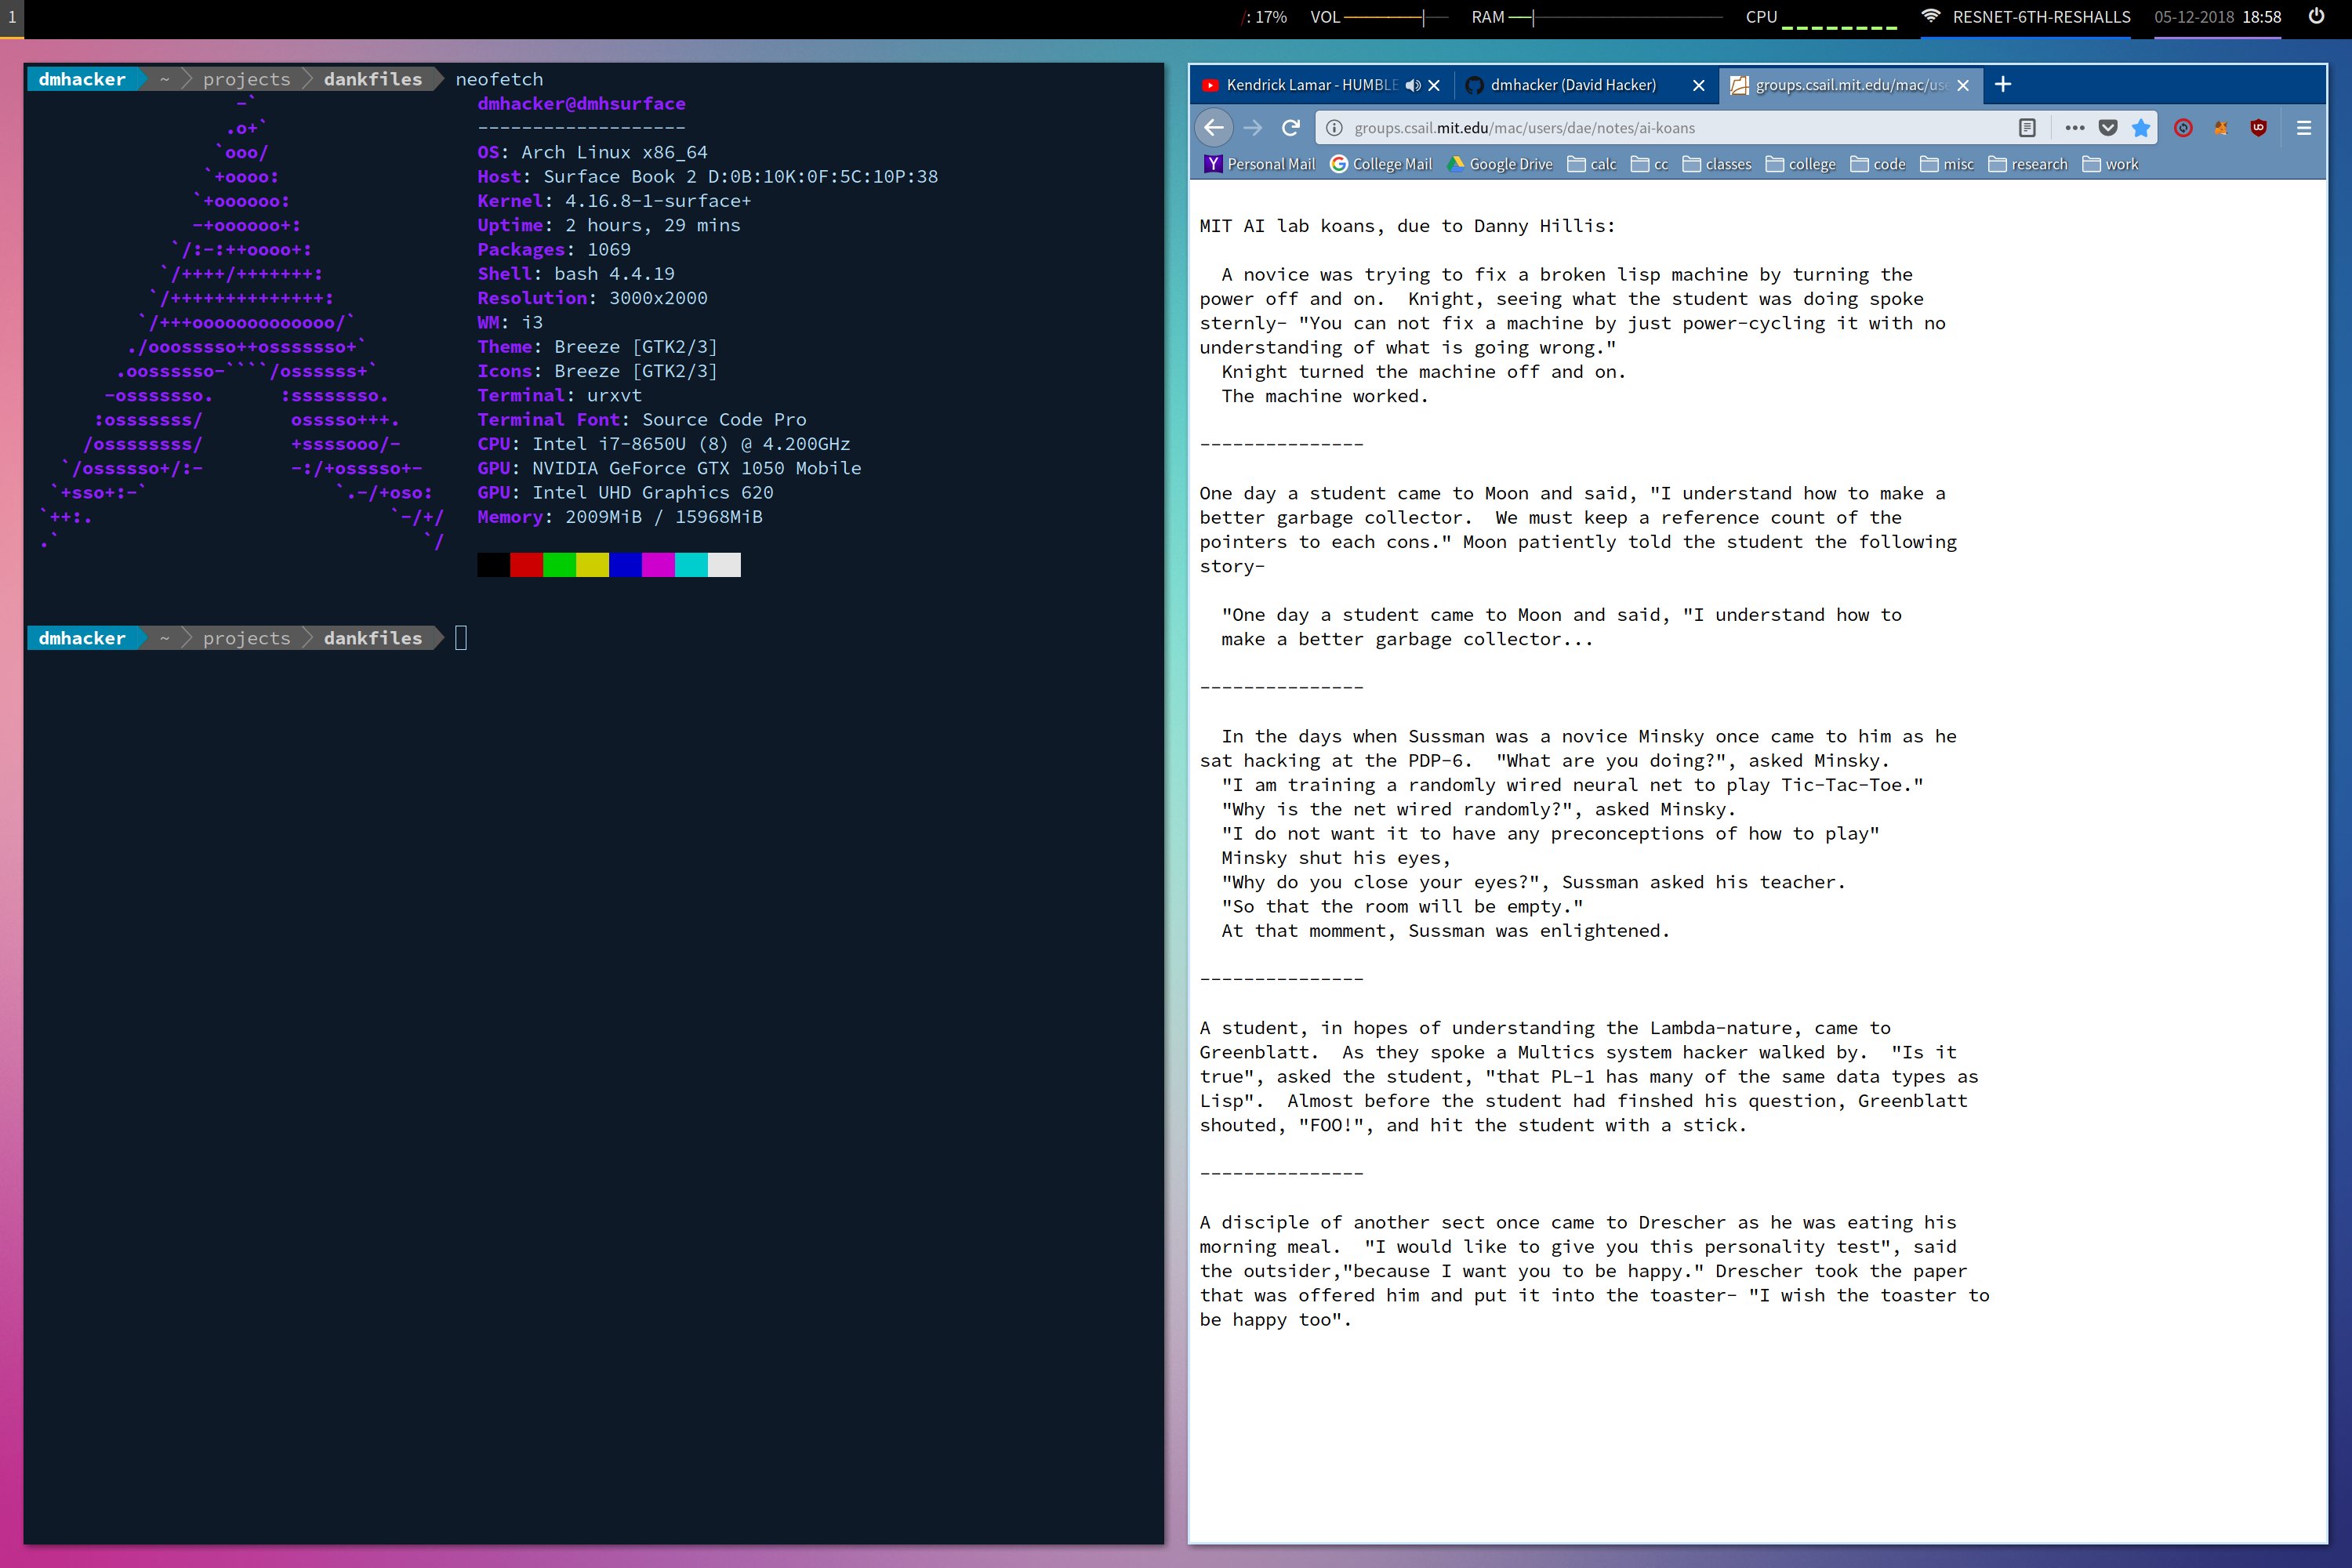 1
/: 17% VOL RAM CPU RESNET-6TH-RESHALLS 05-12-2018 18:58
dmhacker ~ projects dankfiles neofetch
-`
.o+`
`ooo/
`+oooo:
`+oooooo:
-+oooooo+:
`/:-:++oooo+:
`/++++/+++++++:
`/++++++++++++++:
`/+++ooooooooooooo/`
./ooosssso++osssssso+`
.oossssso-````/ossssss+`
-osssssso. :ssssssso.
:osssssss/ osssso+++.
/ossssssss/ +ssssooo/-
`/ossssso+/:- -:/+osssso+-
`+sso+:-` `.-/+oso:
`++:. `-/+/
.` `/
dmhacker@dmhsurface
-------------------
OS: Arch Linux x86_64
Host: Surface Book 2 D:0B:10K:0F:5C:10P:38
Kernel: 4.16.8-1-surface+
Uptime: 2 hours, 29 mins
Packages: 1069
Shell: bash 4.4.19
Resolution: 3000x2000
WM: i3
Theme: Breeze [GTK2/3]
Icons: Breeze [GTK2/3]
Terminal: urxvt
Terminal Font: Source Code Pro
CPU: Intel i7-8650U (8) @ 4.200GHz
GPU: NVIDIA GeForce GTX 1050 Mobile
GPU: Intel UHD Graphics 620
Memory: 2009MiB / 15968MiB
dmhacker ~ projects dankfiles
Kendrick Lamar - HUMBLE dmhacker (David Hacker) groups.csail.mit.edu/mac/us
groups.csail.mit.edu/mac/users/dae/notes/ai-koans
Personal Mail College Mail Google Drive calc cc classes college code misc research work
MIT AI lab koans, due to Danny Hillis:
A novice was trying to fix a broken lisp machine by turning the
power off and on. Knight, seeing what the student was doing spoke
sternly- "You can not fix a machine by just power-cycling it with no
understanding of what is going wrong."
Knight turned the machine off and on.
The machine worked.
---------------
One day a student came to Moon and said, "I understand how to make a
better garbage collector. We must keep a reference count of the
pointers to each cons." Moon patiently told the student the following
story-
"One day a student came to Moon and said, "I understand how to
make a better garbage collector...
---------------
In the days when Sussman was a novice Minsky once came to him as he
sat hacking at the PDP-6. "What are you doing?", asked Minsky.
"I am training a randomly wired neural net to play Tic-Tac-Toe."
"Why is the net wired randomly?", asked Minsky.
"I do not want it to have any preconceptions of how to play"
Minsky shut his eyes,
"Why do you close your eyes?", Sussman asked his teacher.
"So that the room will be empty."
At that momment, Sussman was enlightened.
---------------
A student, in hopes of understanding the Lambda-nature, came to
Greenblatt. As they spoke a Multics system hacker walked by. "Is it
true", asked the student, "that PL-1 has many of the same data types as
Lisp". Almost before the student had finshed his question, Greenblatt
shouted, "FOO!", and hit the student with a stick.
---------------
A disciple of another sect once came to Drescher as he was eating his
morning meal. "I would like to give you this personality test", said
the outsider,"because I want you to be happy." Drescher took the paper
that was offered him and put it into the toaster- "I wish the toaster to
be happy too".